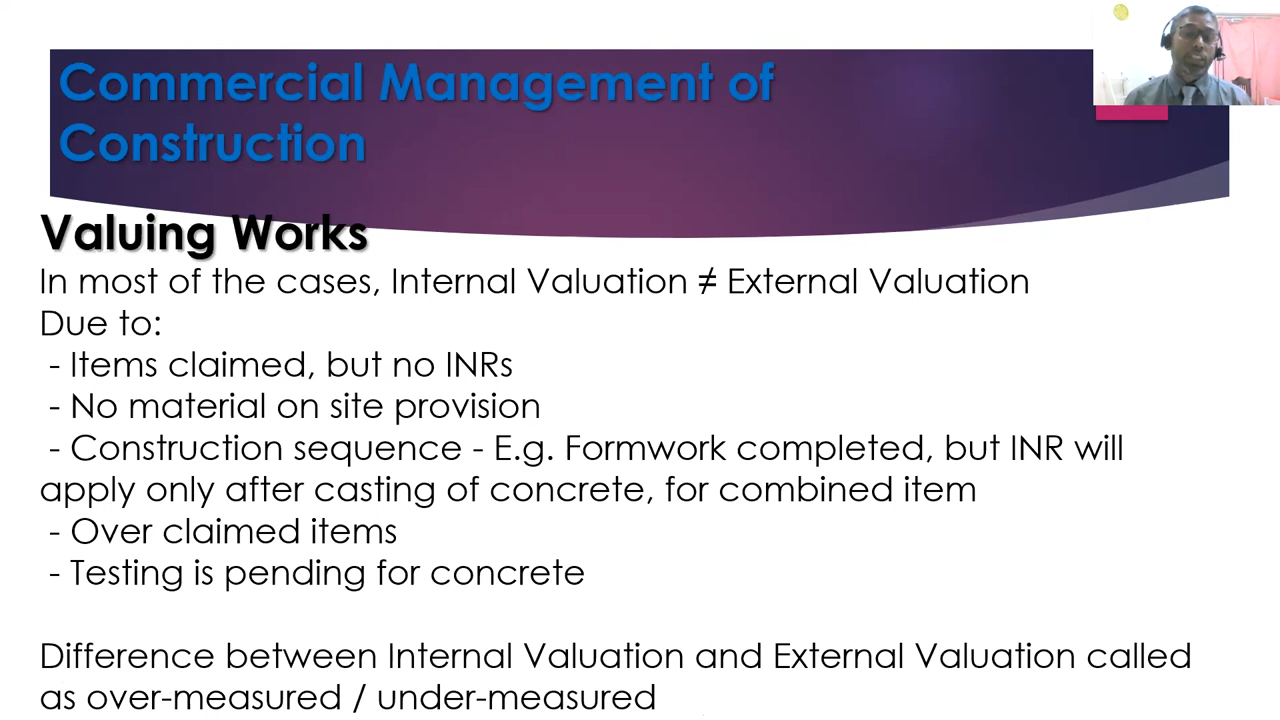 Commercial Management of
Construction
Valuing Works
In most of the cases, Internal Valuation ≠ External Valuation
Due to:
- Items claimed, but no INRs
- No material on site provision
- Construction sequence - E.g. Formwork completed, but INR will
apply only after casting of concrete, for combined item
- Over claimed items
- Testing is pending for concrete
Difference between Internal Valuation and External Valuation called
as over-measured / under-measured